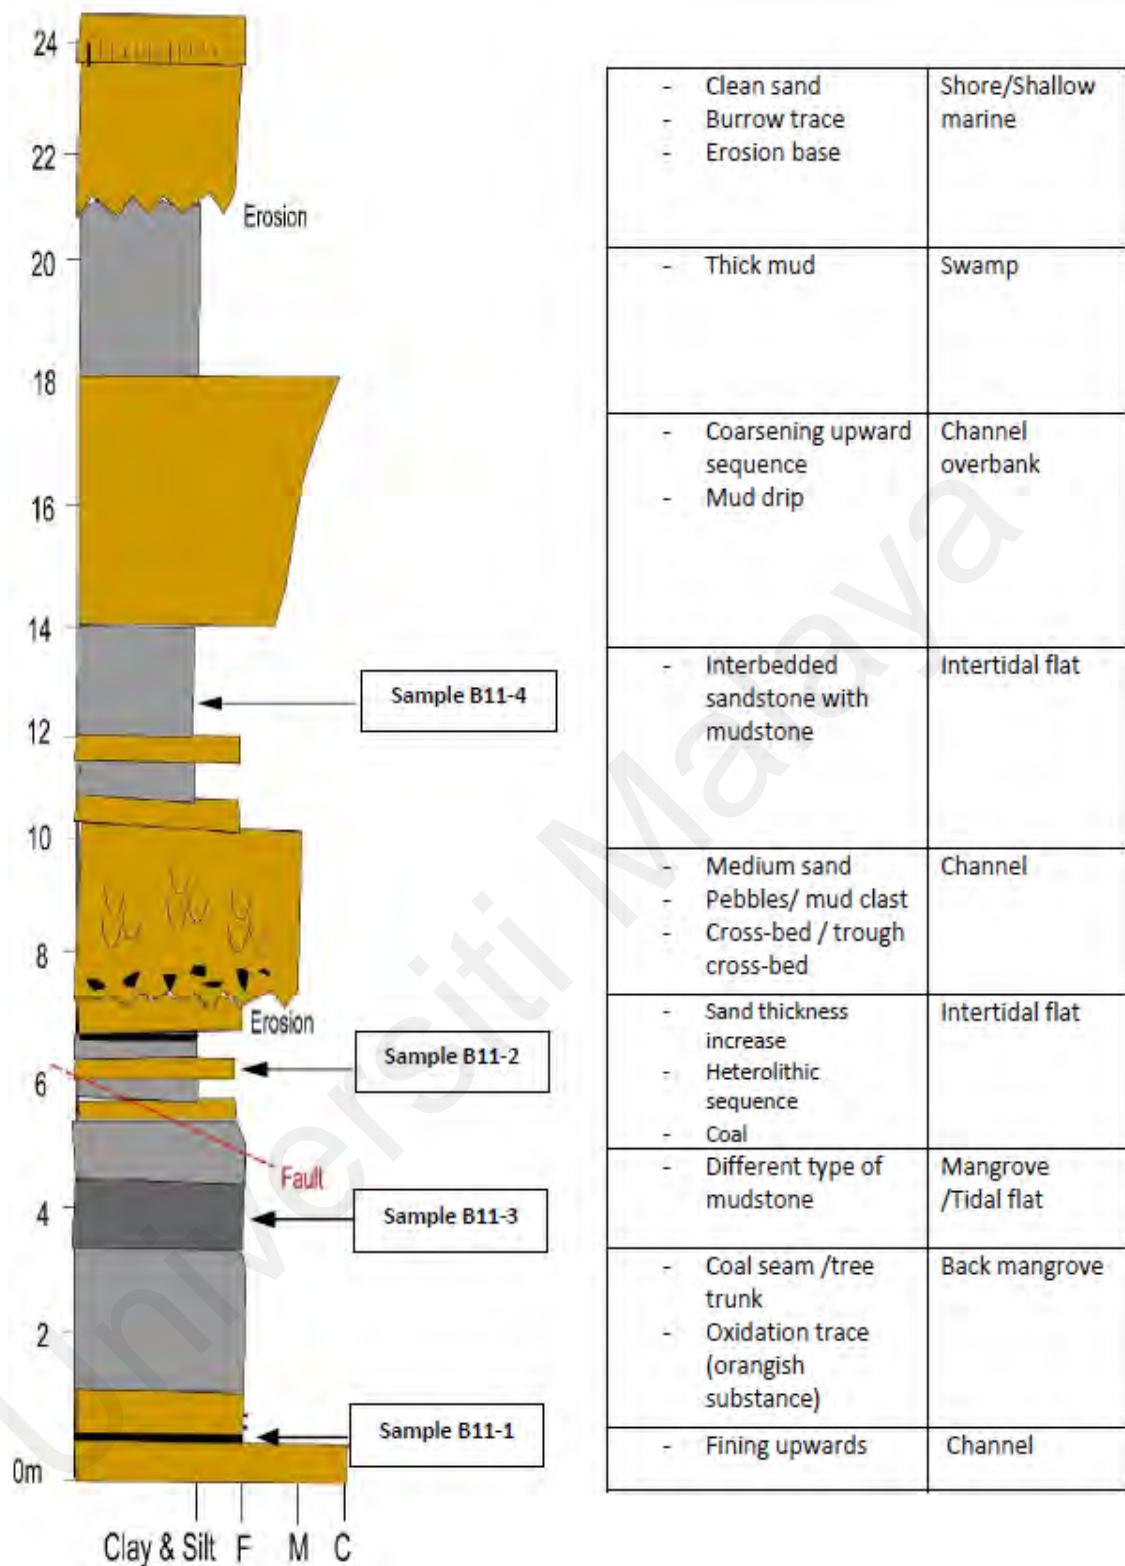 24
22
Erosion
20
18
16
14
Sample B11-4
12
10
8
Erosion
Sample B11-2
6
Fault
4
Sample B11-3
2
F
Sample B11-1
0m
Clay & Silt F M C
- Clean sand
- Burrow trace
- Erosion base
Shore/Shallow
marine
- Thick mud
Swamp
- Coarsening upward
sequence
- Mud drip
Channel
overbank
- Interbedded
sandstone with
mudstone
Intertidal flat
- Medium sand
- Pebbles/ mud clast
- Cross-bed / trough
cross-bed
Channel
- Sand thickness
increase
- Heterolithic
sequence
- Coal
Intertidal flat
- Different type of
mudstone
Mangrove
/Tidal flat
- Coal seam /tree
trunk
- Oxidation trace
(orangish
substance)
Back mangrove
- Fining upwards
Channel
Universiti Malaya